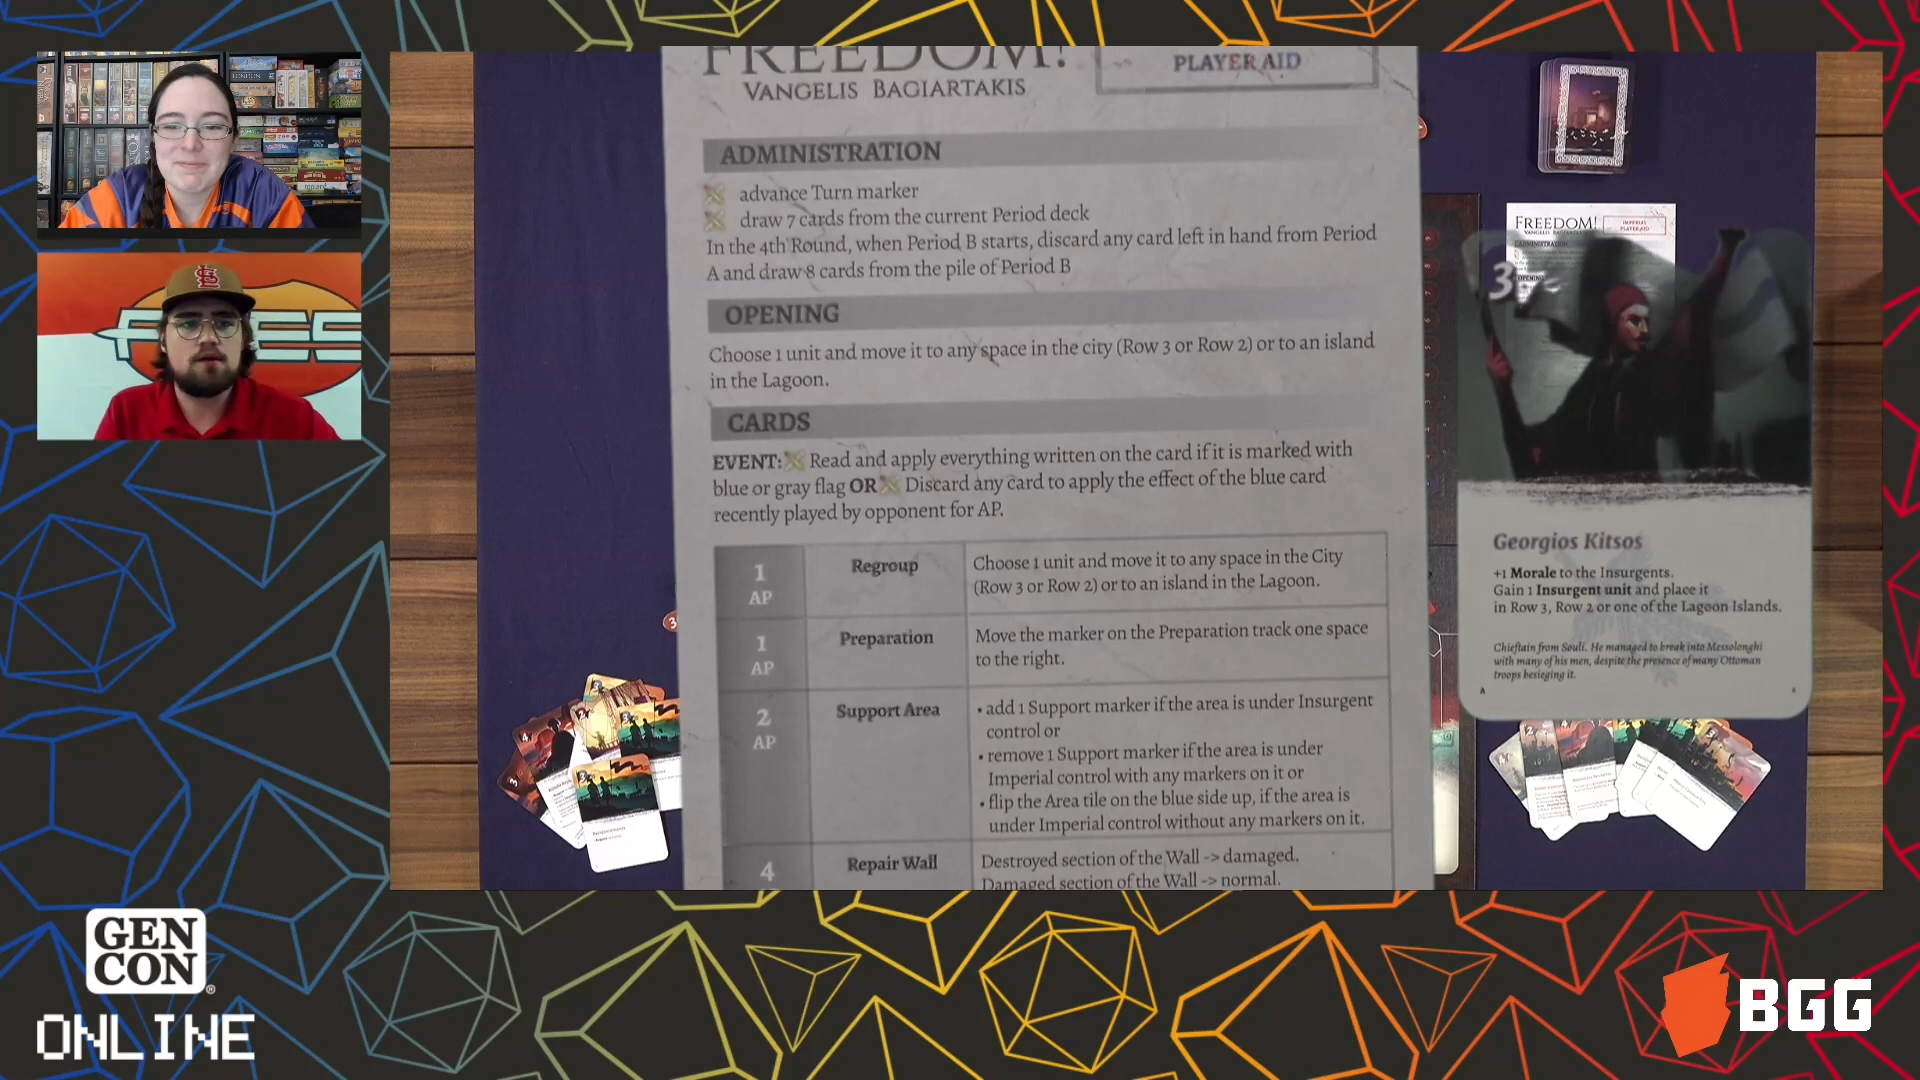 FREEDOM!
VANGELIS BAGIARTAKIS
PLAYER AID
ADMINISTRATION
advance Turn marker
draw 7 cards from the current Period deck
In the 4th Round, when Period B starts, discard any card left in hand from Period
A and draw 8 cards from the pile of Period B
OPENING
Choose 1 unit and move it to any space in the city (Row 3 or Row 2) or to an island
in the Lagoon.
CARDS
EVENT: Read and apply everything written on the card if it is marked with
blue or gray flag OR Discard any card to apply the effect of the blue card
recently played by opponent for AP.
1 AP
Regroup
Choose 1 unit and move it to any space in the City
(Row 3 or Row 2) or to an island in the Lagoon.
1 AP
Preparation
Move the marker on the Preparation track one space
to the right.
2 AP
Support Area
• add 1 Support marker if the area is under Insurgent
control or
• remove 1 Support marker if the area is under
Imperial control with any markers on it or
• flip the Area tile on the blue side up, if the area is
under Imperial control without any markers on it.
4
Repair Wall
Destroyed section of the Wall -> damaged.
Damaged section of the Wall -> normal.
FREEDOM!
IMPERIAL
PLAYER AID
3
Georgios Kitsos
+1 Morale to the Insurgents.
Gain 1 Insurgent unit and place it
in Row 3, Row 2 or one of the Lagoon Islands.
Chieftain from Souli. He managed to break into Messolonghi
with many of his men, despite the presence of many Ottoman
troops besieging it.
A
GEN
CON
ONLINE
BGG